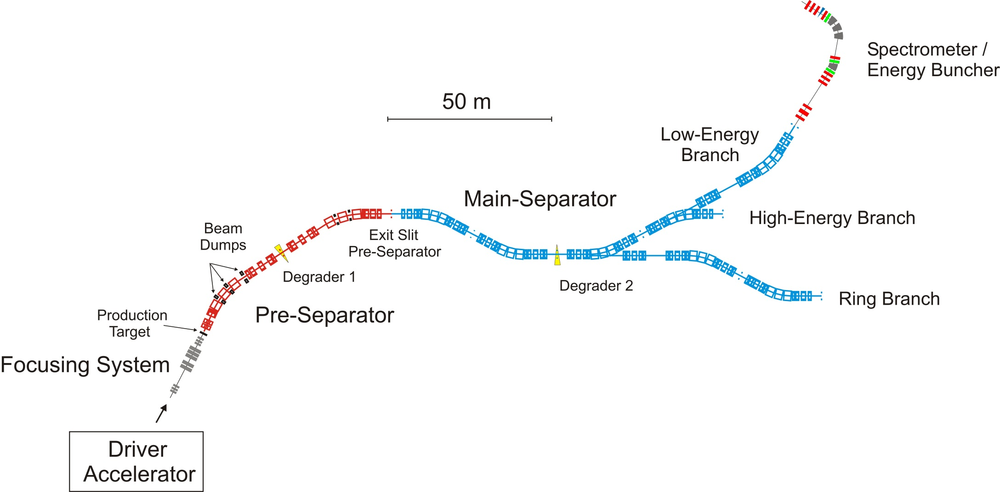 Spectrometer /
Energy Buncher
50 m
Low-Energy
Branch
Main-Separator
High-Energy Branch
Beam
Dumps
Exit Slit
Pre-Separator
Degrader 1
Degrader 2
Ring Branch
Production
Target
Pre-Separator
Focusing System
Driver
Accelerator